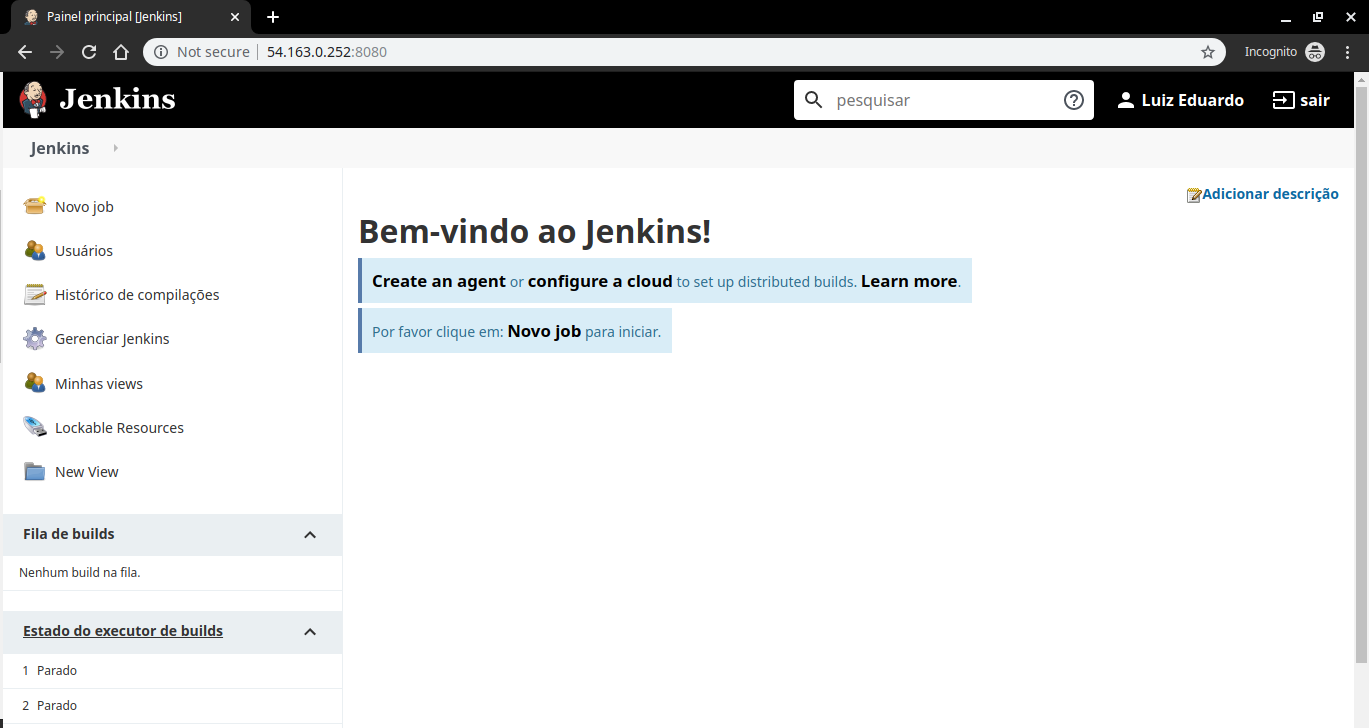 Painel principal [Jenkins]
Not secure 54.163.0.252:8080
Incognito
Jenkins
pesquisar
Luiz Eduardo
sair
Jenkins
Adicionar descrição
Novo job
Usuários
Histórico de compilações
Gerenciar Jenkins
Minhas views
Lockable Resources
New View
Fila de builds
Nenhum build na fila.
Estado do executor de builds
1 Parado
2 Parado
Bem-vindo ao Jenkins!
Create an agent or configure a cloud to set up distributed builds. Learn more.
Por favor clique em: Novo job para iniciar.